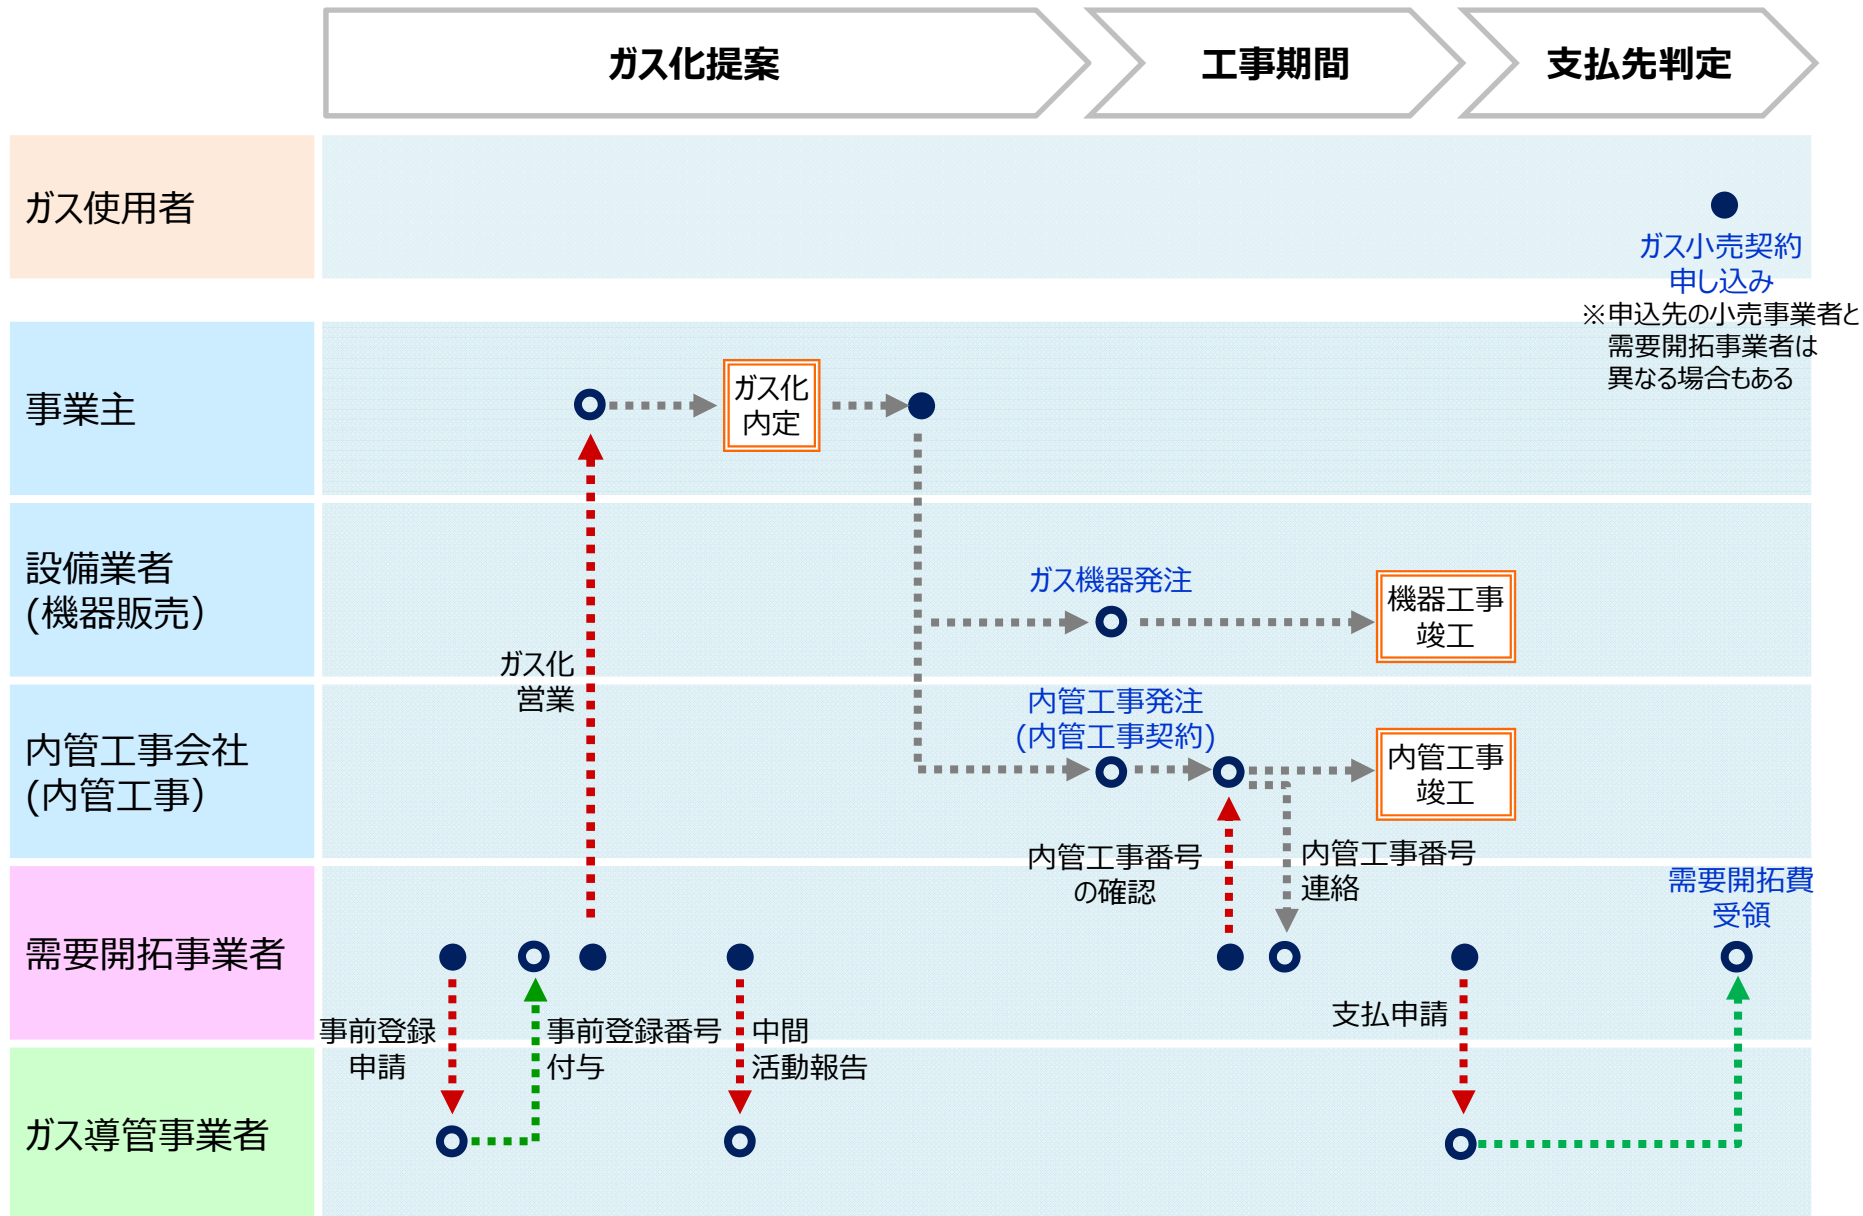 ガス化提案
工事期間
支払先判定
ガス使用者
ガス小売契約
申し込み
※申込先の小売事業者と
需要開拓事業者は
異なる場合もある
事業主
ガス化
内定
設備業者
(機器販売）
ガス機器発注
機器工事
竣工
ガス化
営業
内管工事会社
(内管工事）
内管工事発注
(内管工事契約)
内管工事
竣工
内管工事番号
の確認
内管工事番号
連絡
需要開拓事業者
需要開拓費
受領
事前登録
申請
事前登録番号
付与
中間
活動報告
支払申請
ガス導管事業者